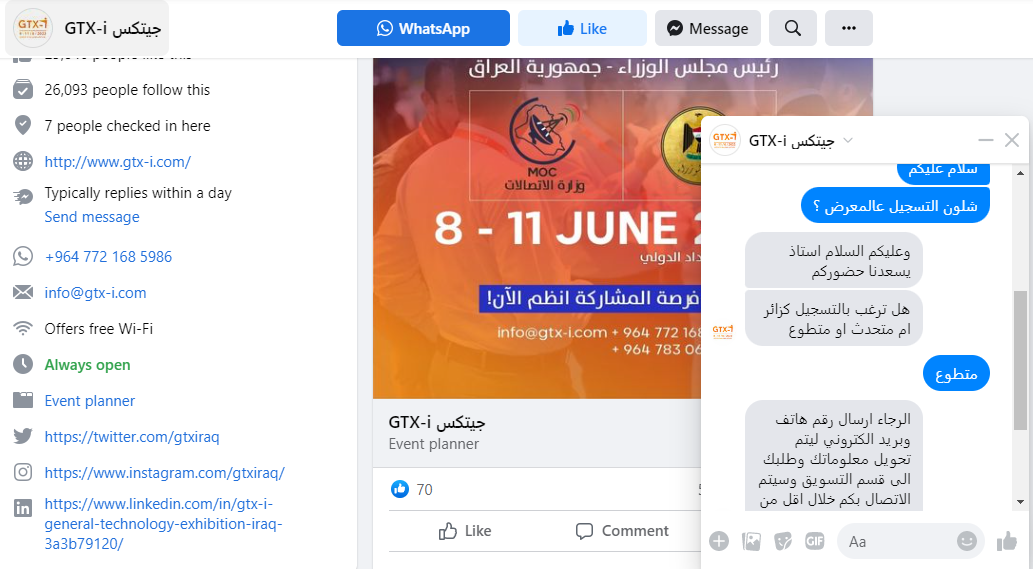 GTX-i جيتكس
WhatsApp
Like
Message
people like this
26,093 people follow this
7 people checked in here
http://www.gtx-i.com/
Typically replies within a day
Send message
+964 772 168 5986
info@gtx-i.com
Offers free Wi-Fi
Always open
Event planner
https://twitter.com/gtxiraq
https://www.instagram.com/gtxiraq/
https://www.linkedin.com/in/gtx-i-
general-technology-exhibition-iraq-
3a3b79120/
رئيس مجلس الوزراء - جمهورية العراق
MOC
وزارة الاتصالات
8 - 11 JUNE 2
الدولي
فرصة المشاركة انظم الآن!
info@gtx-i.com + 964 772 168
+ 964 783 06
GTX-i جيتكس
Event planner
70
Like
Comment
GTX-i جيتكس
سلام عليكم
شلون التسجيل عالمعرض ؟
وعليكم السلام استاذ
يسعدنا حضوركم
هل ترغب بالتسجيل كزائر
ام متحدث او متطوع
متطوع
الرجاء ارسال رقم هاتف
وبريد الكتروني ليتم
تحويل معلوماتك وطلبك
الى قسم التسويق وسيتم
الاتصال بكم خلال اقل من
GIF
Aa